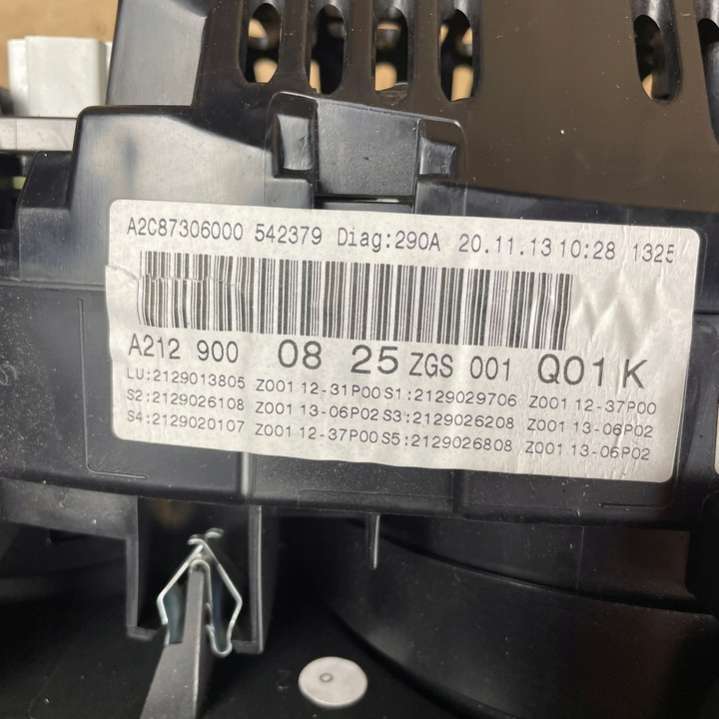 A2C87306000 542379 Diag:290A 20.11.13 10:28 1325
A212 900 08 25 ZGS 001 Q01 K
LU:2129013805 Z001 12-31P00 S1:2129029706 Z001 12-37P00
S2:2129026108 Z001 13-06P02 S3:2129026208 Z001 13-06P02
S4:2129020107 Z001 12-37P00 S5:2129026808 Z001 13-06P02